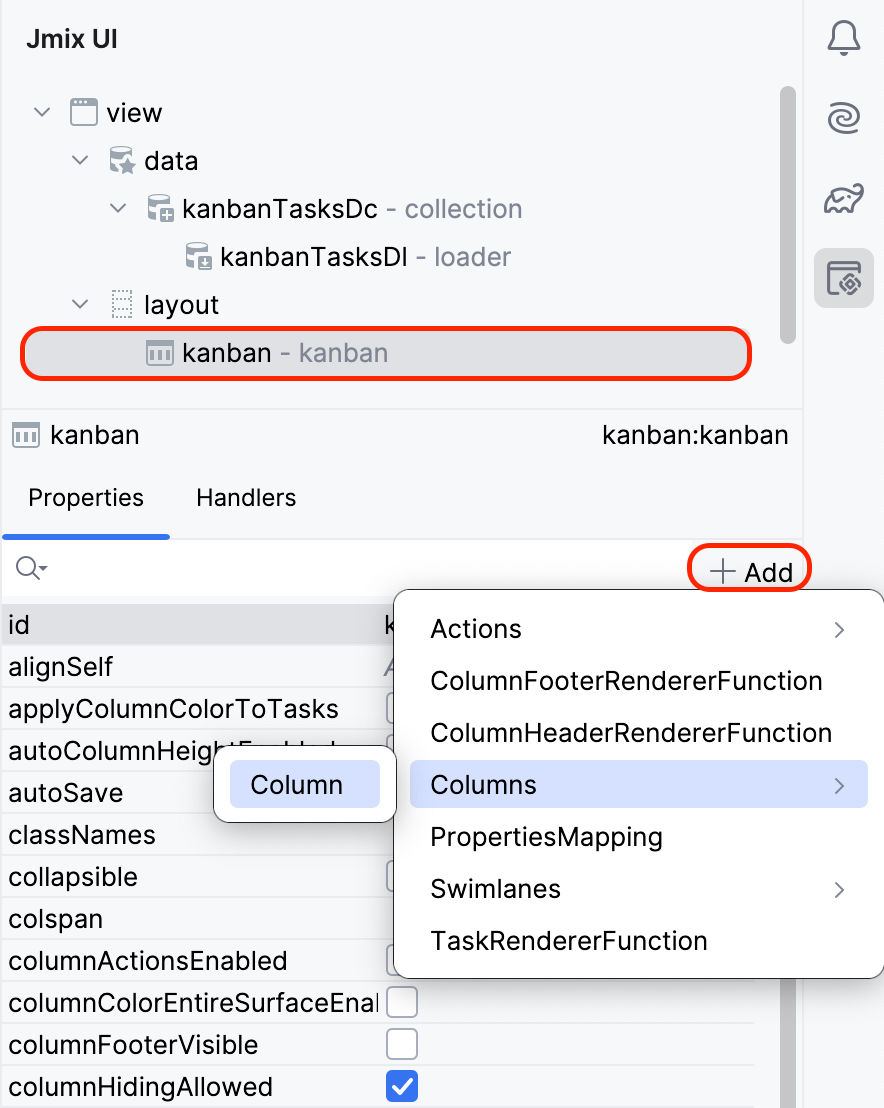 Jmix UI
view
data
kanbanTasksDc - collection
kanbanTasksDl - loader
layout
kanban - kanban
kanban kanban:kanban
Properties Handlers
Add
id
Actions
alignSelf
ColumnFooterRendererFunction
applyColumnColorToTasks
ColumnHeaderRendererFunction
Column
Columns
autoSave
classNames
PropertiesMapping
collapsible
Swimlanes
colspan
TaskRendererFunction
columnActionsEnabled
columnColorEntireSurfaceEnal
columnFooterVisible
columnHidingAllowed